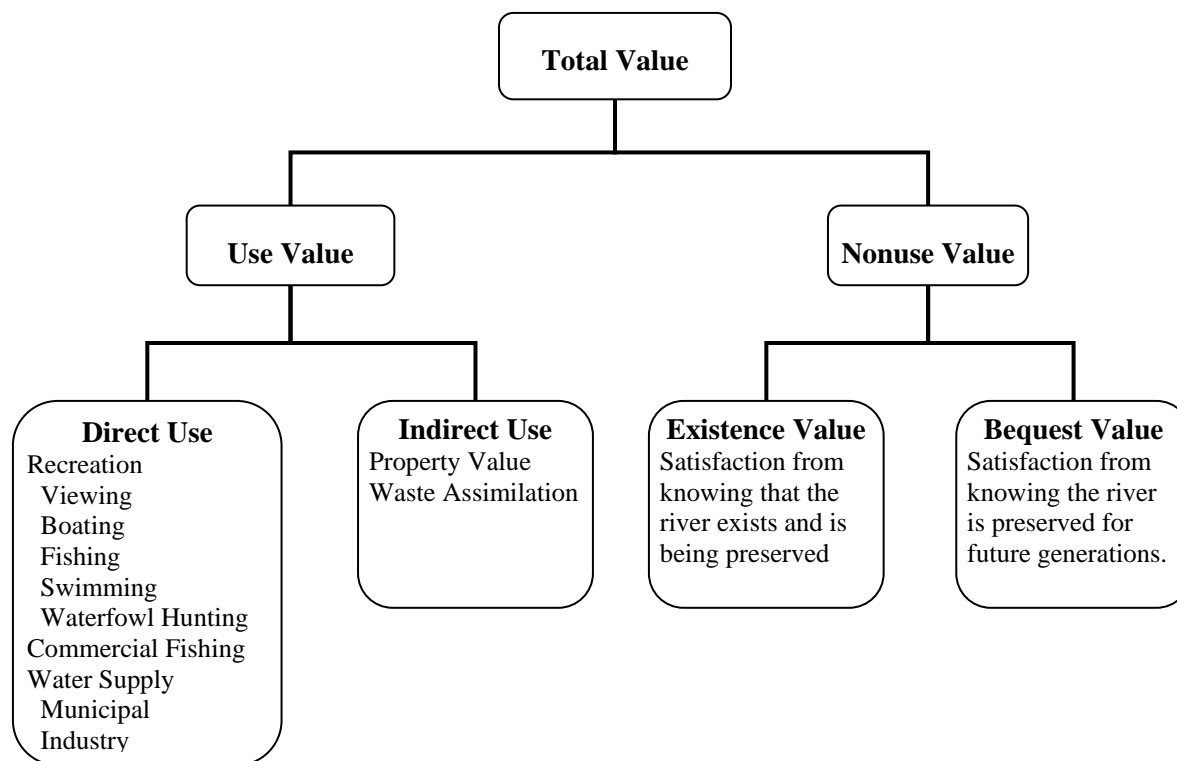 Total Value
Use Value
Nonuse Value
Direct Use
Recreation
Viewing
Boating
Fishing
Swimming
Waterfowl Hunting
Commercial Fishing
Water Supply
Municipal
Industry
Indirect Use
Property Value
Waste Assimilation
Existence Value
Satisfaction from
knowing that the
river exists and is
being preserved
Bequest Value
Satisfaction from
knowing the river
is preserved for
future generations.